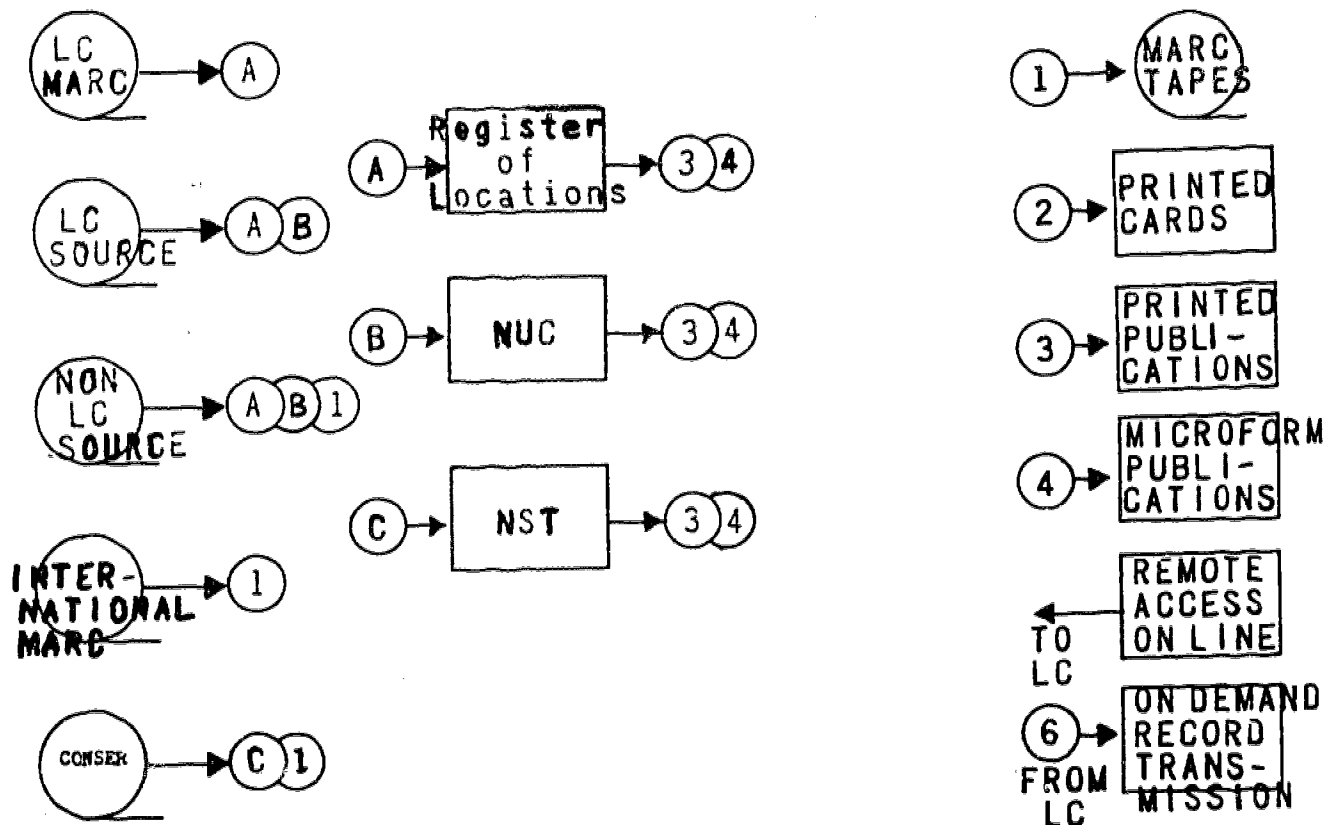 LC
MARC
A
LC
SOURCE
A B
NON
LC
SOURCE
A B 1
INTER-
NATIONAL
MARC
1
CONSER
C 1
A
Register
of
Locations
3 4
B
NUC
3 4
C
NST
3 4
1
MARC
TAPES
2
PRINTED
CARDS
3
PRINTED
PUBLI-
CATIONS
4
MICROFORM
PUBLI-
CATIONS
TO
LC
REMOTE
ACCESS
ON LINE
6
FROM
LC
ON DEMAND
RECORD
TRANS-
MISSION